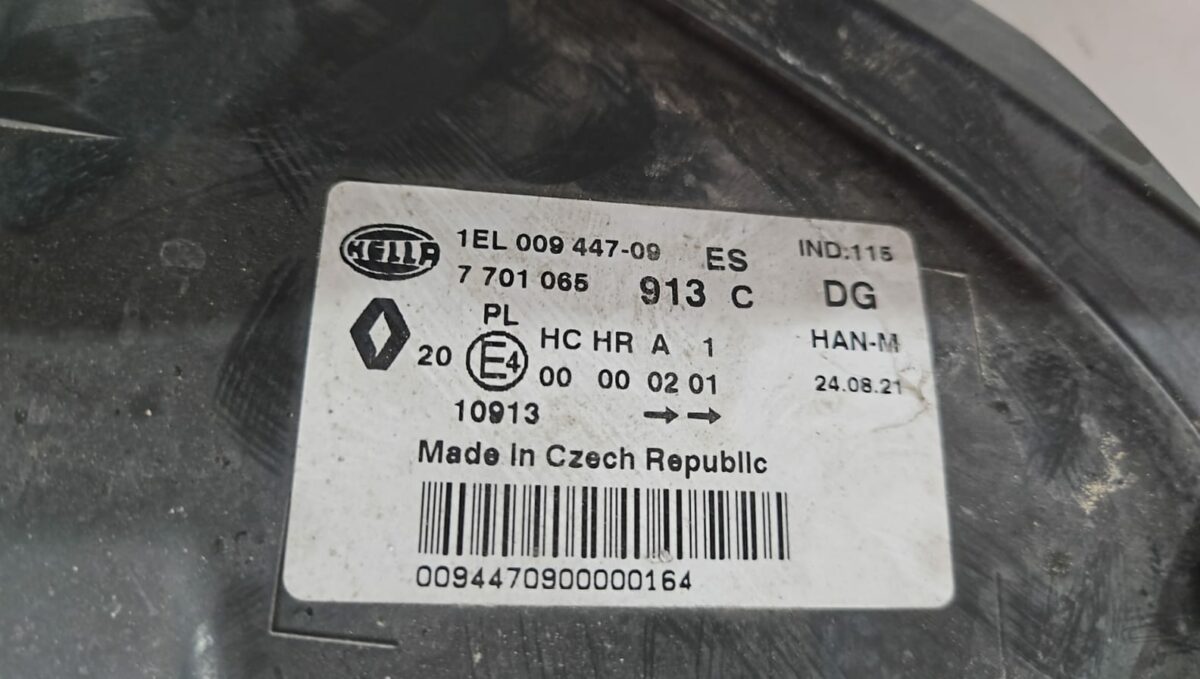 HELLA 1EL 009 447-09 ES IND:115
7 701 065 913 C DG
PL HC HR A 1 HAN-M
20 E4 00 00 02 01 24.08.21
10913 →→
Made in Czech Republic
0094470900000164